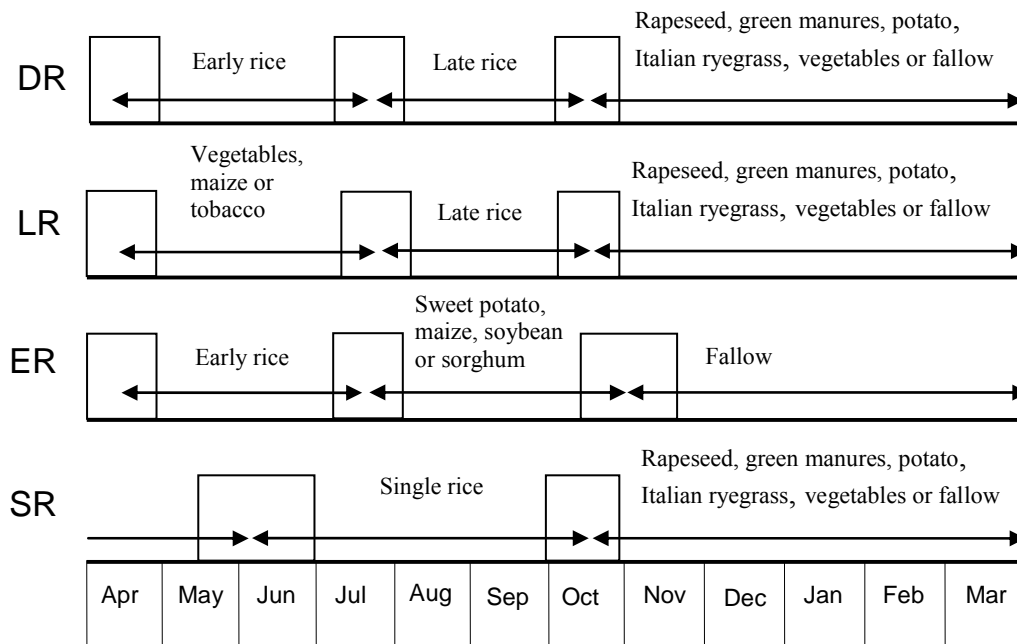 DR
Early rice
Late rice
Rapeseed, green manures, potato,
Italian ryegrass, vegetables or fallow
LR
Vegetables,
maize or
tobacco
Late rice
Rapeseed, green manures, potato,
Italian ryegrass, vegetables or fallow
ER
Early rice
Sweet potato,
maize, soybean
or sorghum
Fallow
SR
Single rice
Rapeseed, green manures, potato,
Italian ryegrass, vegetables or fallow
Apr May Jun Jul Aug Sep Oct Nov Dec Jan Feb Mar